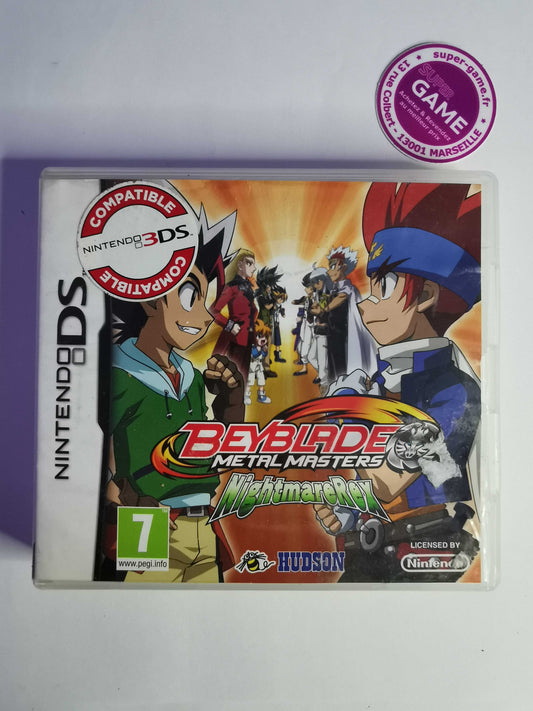 super-game.fr
SUPER
GAME
Achetez & Revendez
au meilleur prix
13 rue Colbert - 13001 MARSEILLE
COMPATIBLE
NINTENDO 3DS
COMPATIBLE
NINTENDO DS
BEYBLADE
METAL MASTERS
NightmareRex
7
www.pegi.info
HUDSON
LICENSED BY
Nintendo